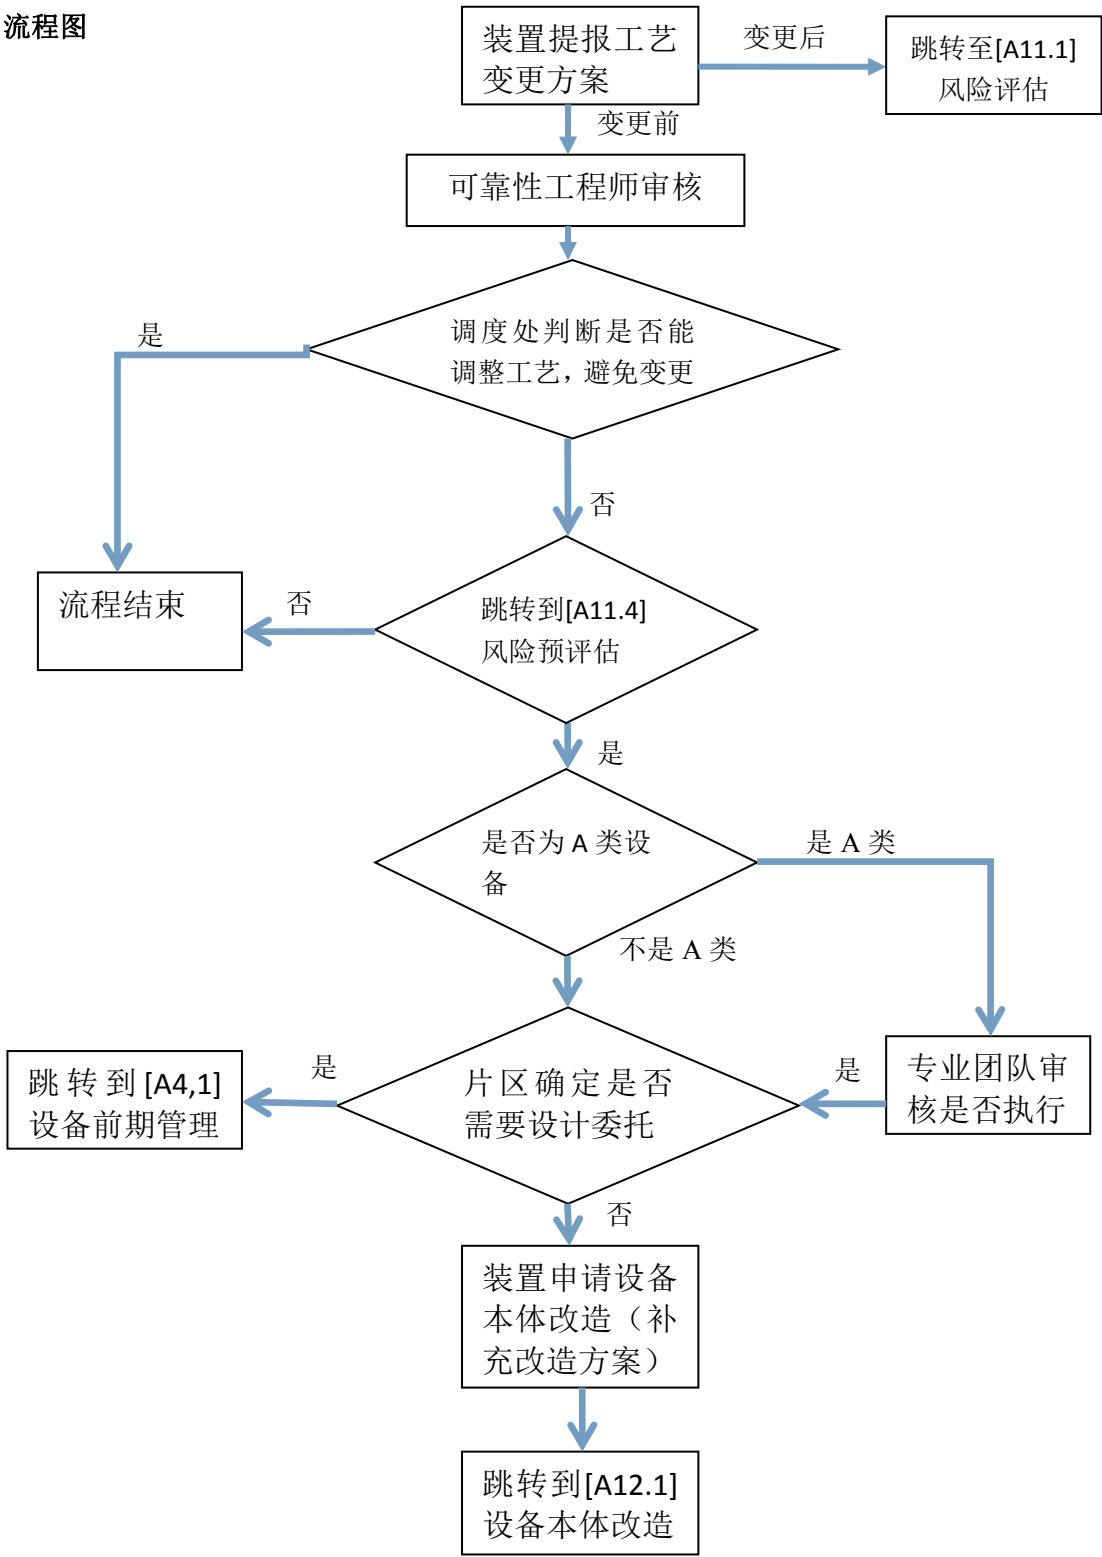 流程图
装置提报工艺
变更方案
变更后
跳转至[A11.1]
风险评估
变更前
可靠性工程师审核
调度处判断是否能
调整工艺，避免变更
是
否
流程结束
否
跳转到[A11.4]
风险预评估
是
是否为 A 类设
备
是 A 类
不是 A 类
跳转到[A4,1]
设备前期管理
是
片区确定是否
需要设计委托
是
专业团队审
核是否执行
否
装置申请设备
本体改造（补
充改造方案）
跳转到[A12.1]
设备本体改造